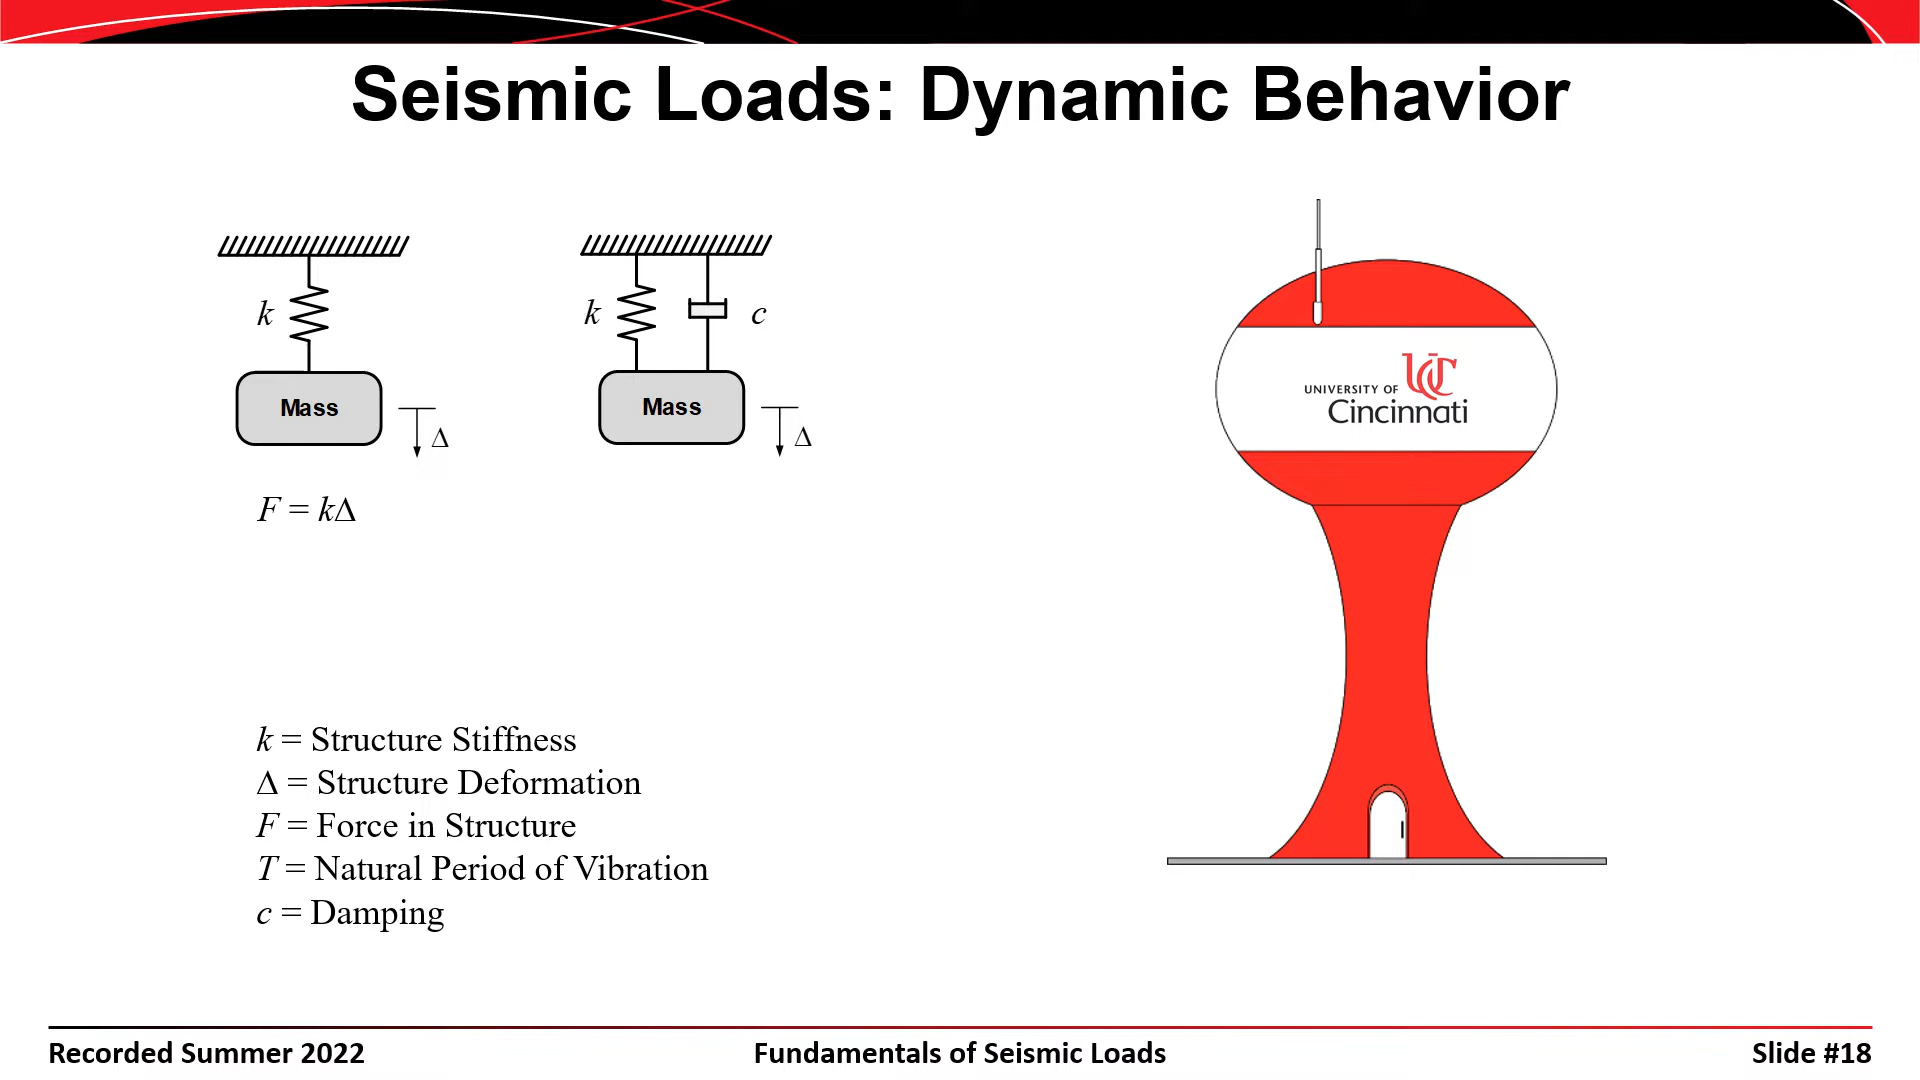 Seismic Loads: Dynamic Behavior
k
Mass
Δ
F = kΔ
k
c
Mass
Δ
UNIVERSITY OF UC
Cincinnati
k = Structure Stiffness
Δ = Structure Deformation
F = Force in Structure
T = Natural Period of Vibration
c = Damping
Recorded Summer 2022
Fundamentals of Seismic Loads
Slide #18